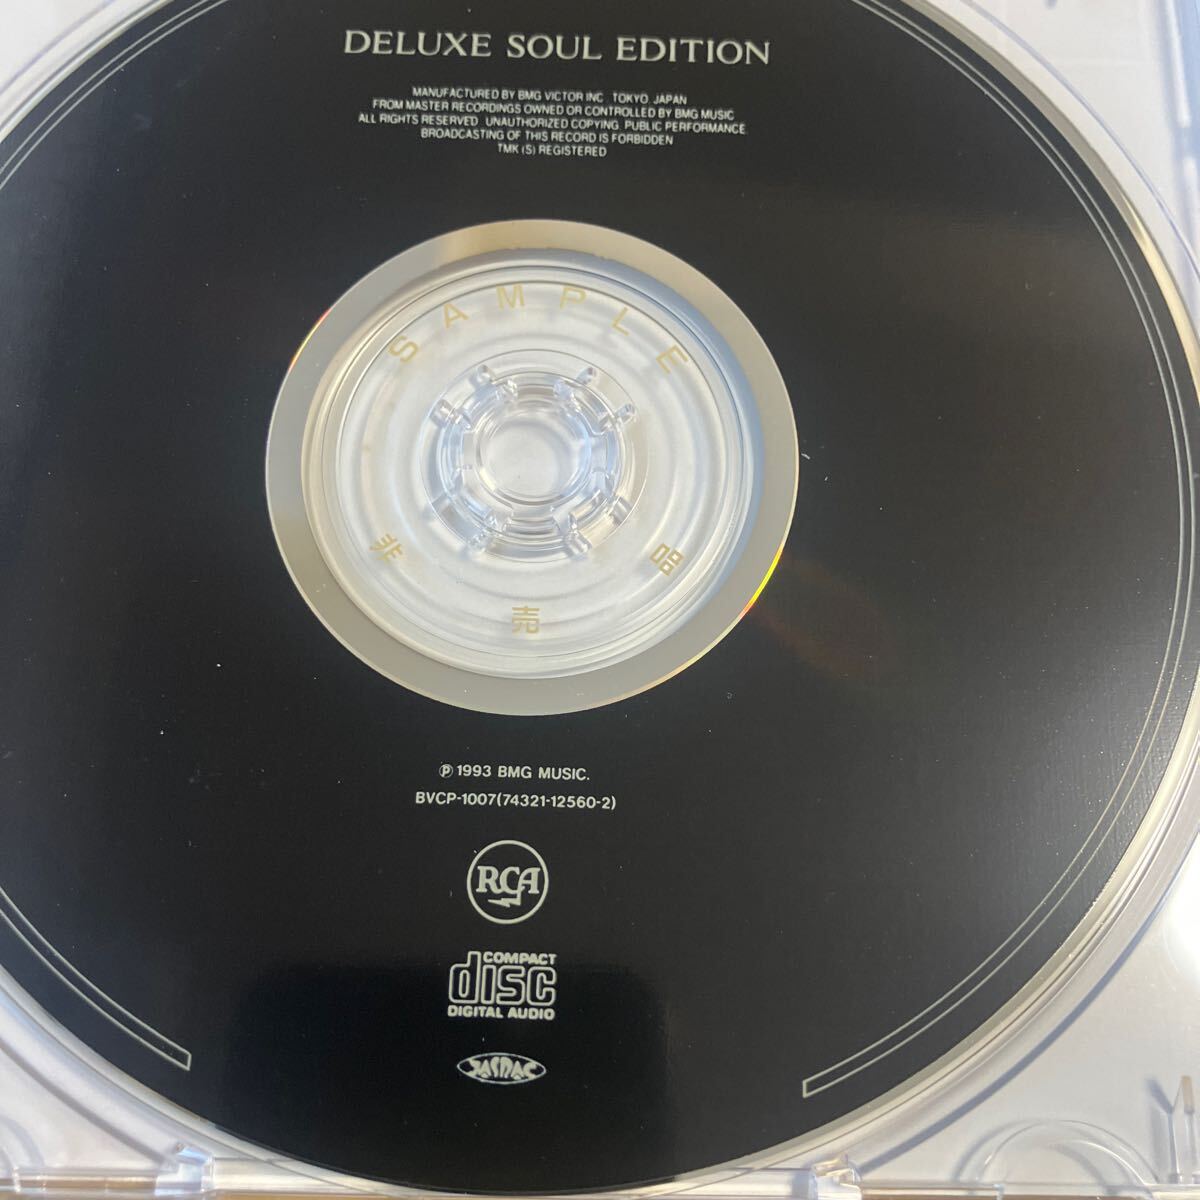 DELUXE SOUL EDITION
MANUFACTURED BY BMG VICTOR INC. TOKYO, JAPAN
FROM MASTER RECORDINGS OWNED OR CONTROLLED BY BMG MUSIC
ALL RIGHTS RESERVED. UNAUTHORIZED COPYING, PUBLIC PERFORMANCE.
BROADCASTING OF THIS RECORD IS FORBIDDEN
TMK (S) REGISTERED
SAMPLE
非売品
℗ 1993 BMG MUSIC.
BVCP-1007(74321-12560-2)
RCA
COMPACT
disc
DIGITAL AUDIO
JASRAC